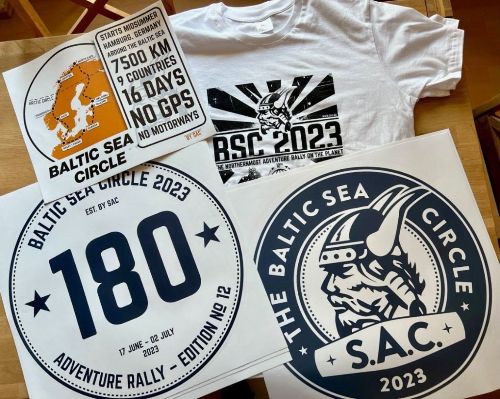 BALTIC SEA
CIRCLE
STARTS MIDSUMMER
HAMBURG, GERMANY
AROUND THE BALTIC SEA
7500 KM
9 COUNTRIES
16 DAYS
NO GPS
NO MOTORWAYS
BY SAC
BSC 2023
THE NORTHERNMOST ADVENTURE RALLY ON THE PLANET
BALTIC SEA CIRCLE 2023
EST. BY SAC
180
17 JUNE - 02 JULY
2023
ADVENTURE RALLY - EDITION NO 12
THE BALTIC SEA CIRCLE
S.A.C.
2023